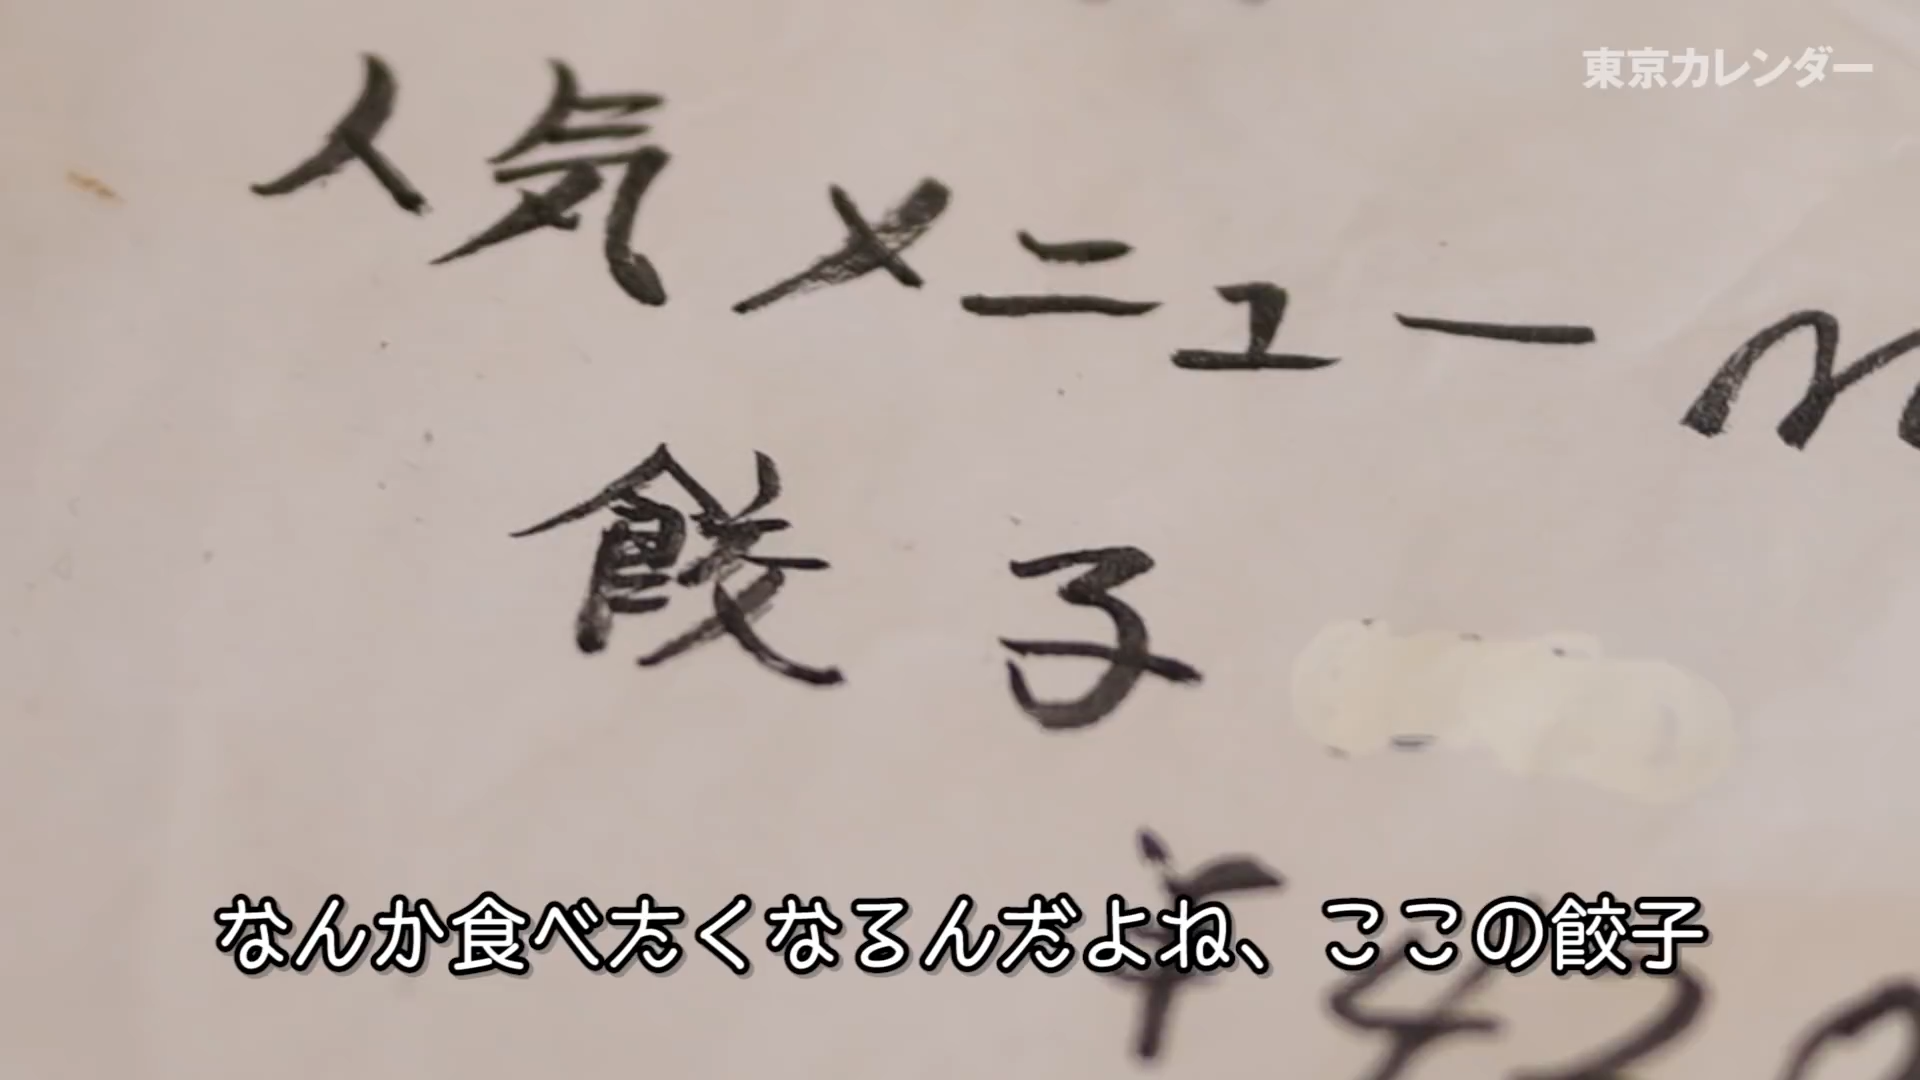 東京カレンダー
人気メニュー
餃子
なんか食べたくなるんだよね、ここの餃子